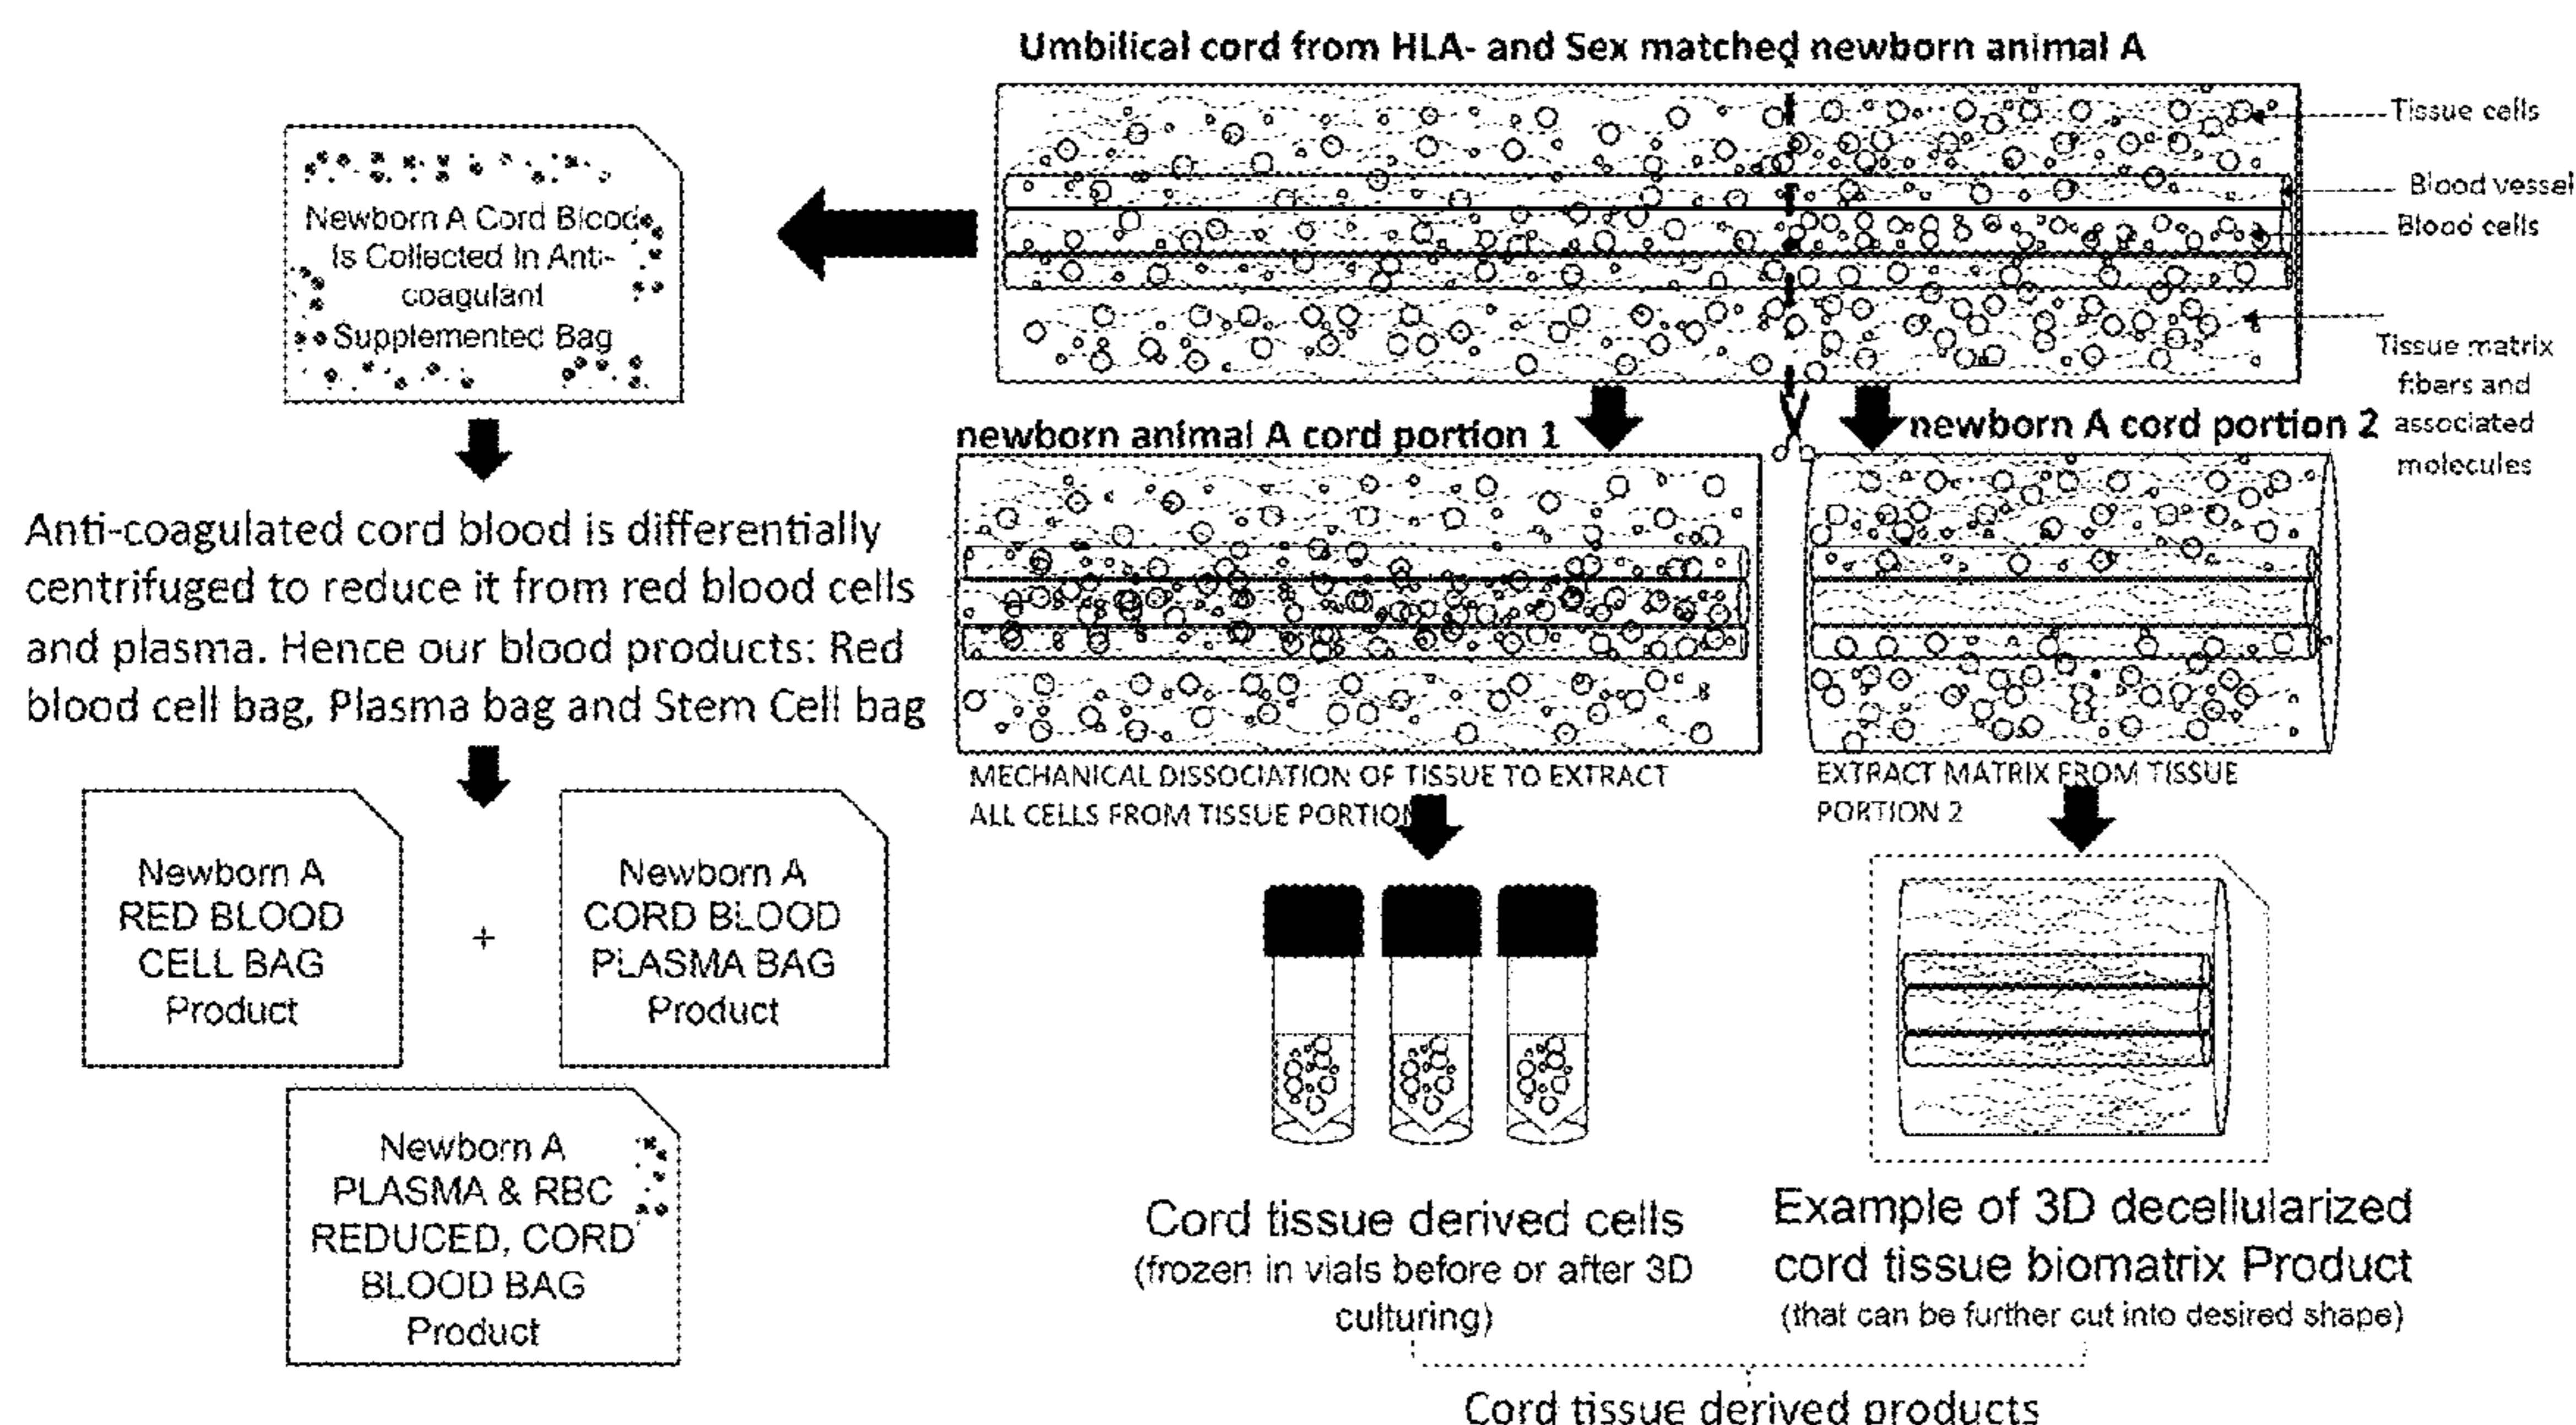 Umbilical cord from HLA- and Sex matched newborn animal A
Tissue cells
Blood vessel
Blood cells
Tissue matrix
fibers and
associated
molecules
Newborn A Cord Blood
Is Collected In Anti-
coagulant
Supplemented Bag
Anti-coagulated cord blood is differentially
centrifuged to reduce it from red blood cells
and plasma. Hence our blood products: Red
blood cell bag, Plasma bag and Stem Cell bag
Newborn A
RED BLOOD
CELL BAG
Product
+
Newborn A
CORD BLOOD
PLASMA BAG
Product
Newborn A
PLASMA & RBC
REDUCED, CORD
BLOOD BAG
Product
newborn animal A cord portion 1
MECHANICAL DISSOCIATION OF TISSUE TO EXTRACT
ALL CELLS FROM TISSUE PORTION
Cord tissue derived cells
(frozen in vials before or after 3D
culturing)
newborn A cord portion 2
EXTRACT MATRIX FROM TISSUE
PORTION 2
Example of 3D decellularized
cord tissue biomatrix Product
(that can be further cut into desired shape)
Cord tissue derived products